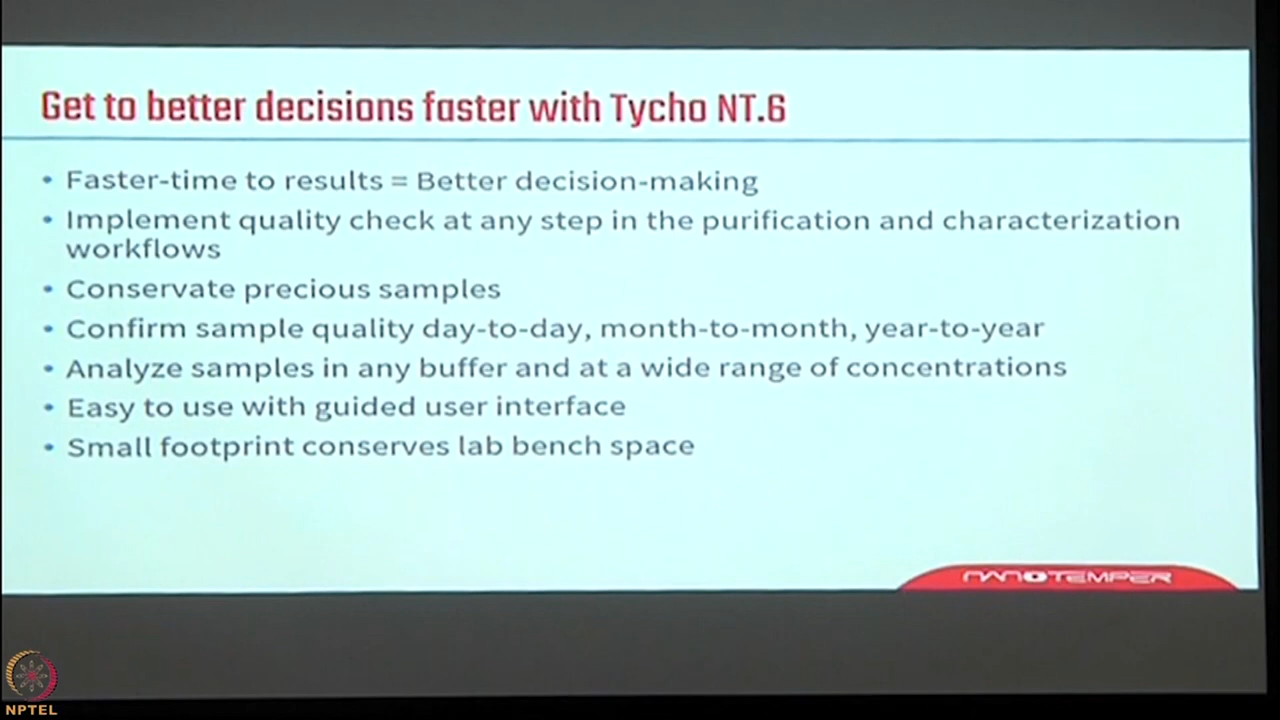 Get to better decisions faster with Tycho NT.6
• Faster-time to results = Better decision-making
• Implement quality check at any step in the purification and characterization
workflows
• Conservate precious samples
• Confirm sample quality day-to-day, month-to-month, year-to-year
• Analyze samples in any buffer and at a wide range of concentrations
• Easy to use with guided user interface
• Small footprint conserves lab bench space
NANOTEMPER
NPTEL